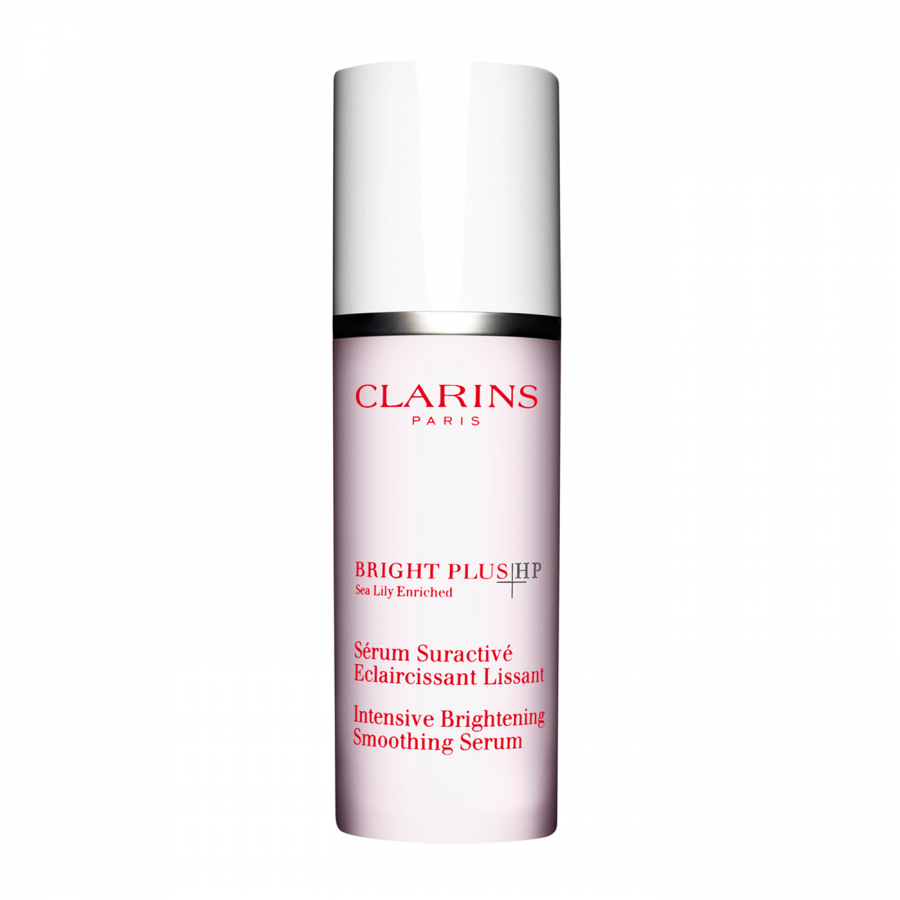 CLARINS
PARIS
BRIGHT PLUS HP
Sea Lily Enriched
Sérum Suractivé
Eclaircissant Lissant
Intensive Brightening
Smoothing Serum